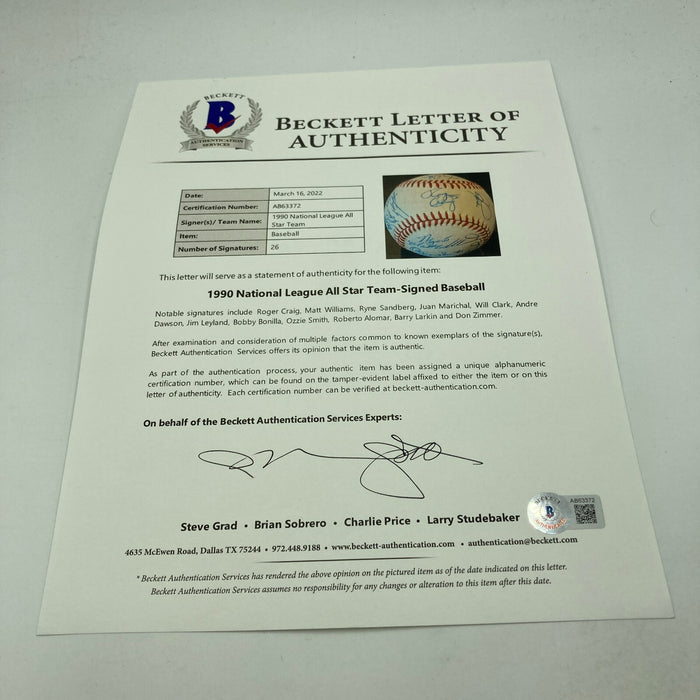 BECKETT
B
AUTHENTICATION
SERVICES
BECKETT LETTER OF
AUTHENTICITY
Date: March 16, 2022
Certification Number: AB63372
Signer(s)/ Team Name: 1990 National League All Star Team
Item: Baseball
Number of Signatures: 26
This letter will serve as a statement of authenticity for the following item:
1990 National League All Star Team-Signed Baseball
Notable signatures include Roger Craig, Matt Williams, Ryne Sandberg, Juan Marichal, Will Clark, Andre
Dawson, Jim Leyland, Bobby Bonilla, Ozzie Smith, Roberto Alomar, Barry Larkin and Don Zimmer.
After examination and consideration of multiple factors common to known exemplars of the signature(s),
Beckett Authentication Services offers its opinion that the item is authentic.
As part of the authentication process, your authentic item has been assigned a unique alphanumeric
certification number, which can be found on the tamper-evident label affixed to either the item or on this
letter of authenticity. Each certification number can be verified at beckett-authentication.com.
On behalf of the Beckett Authentication Services Experts:
Steve Grad • Brian Sobrero • Charlie Price • Larry Studebaker
BECKETT
B
AB63372
4635 McEwen Road, Dallas TX 75244 • 972.448.9188 • www.beckett-authentication.com • authentication@beckett.com
* Beckett Authentication Services has rendered the above opinion on the pictured item as of the date indicated on this letter.
Beckett Authentication Services assumes no responsibility for any changes or alteration to this item after this date.